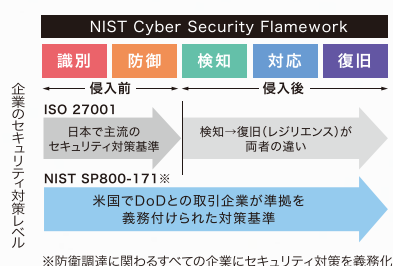 NIST Cyber Security Flamework
識別 防御 検知 対応 復旧
侵入前 侵入後
企業のセキュリティ対策レベル
ISO 27001
日本で主流の
セキュリティ対策基準
検知→復旧(レジリエンス)が
両者の違い
NIST SP800-171※
米国でDoDとの取引企業が準拠を
義務付けられた対策基準
※防衛調達に関わるすべての企業にセキュリティ対策を義務化